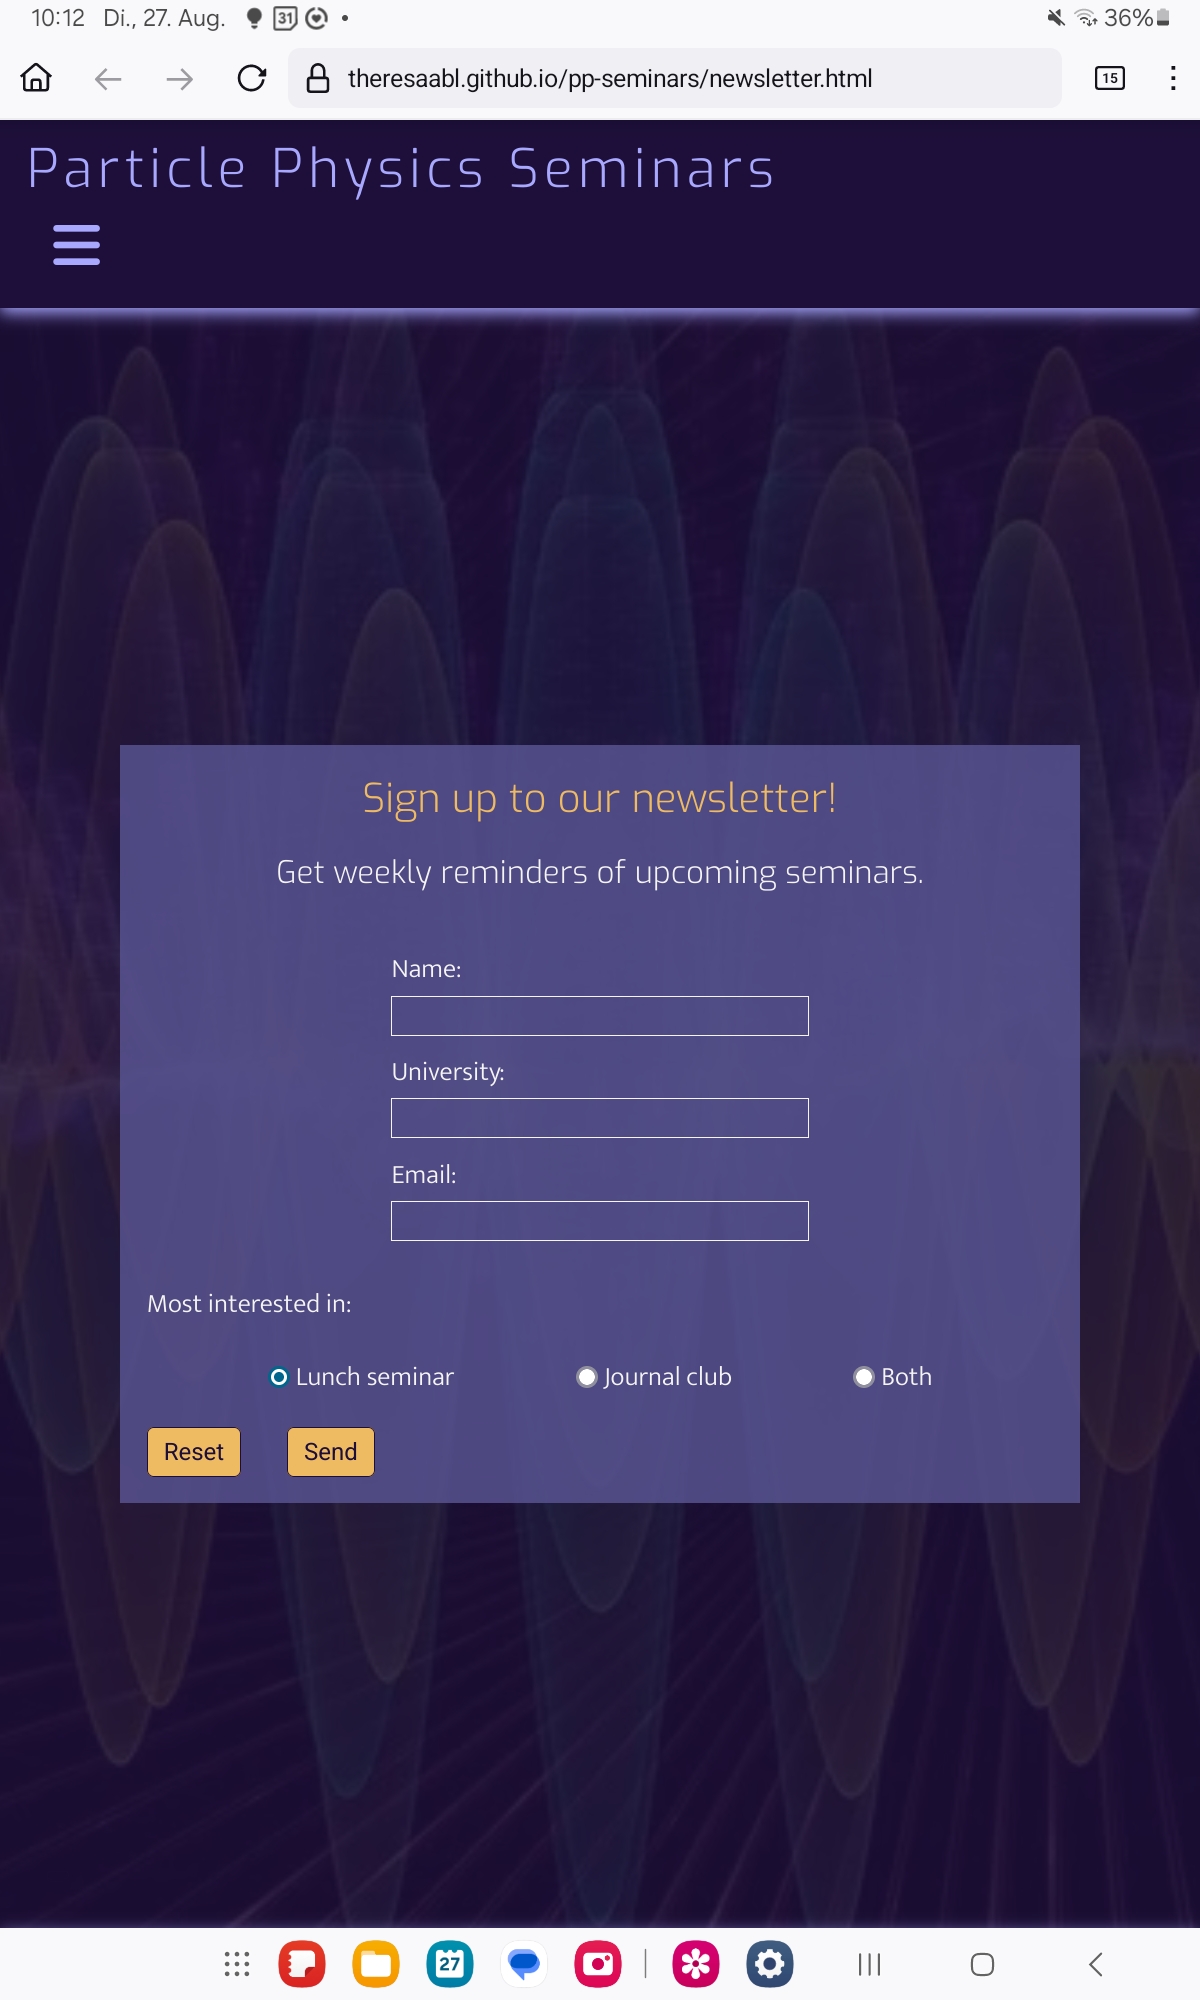 10:12 Di., 27. Aug. 31 36%
theresaabl.github.io/pp-seminars/newsletter.html 15
Particle Physics Seminars
Sign up to our newsletter!
Get weekly reminders of upcoming seminars.
Name:
University:
Email:
Most interested in:
Lunch seminar Journal club Both
Reset Send
27